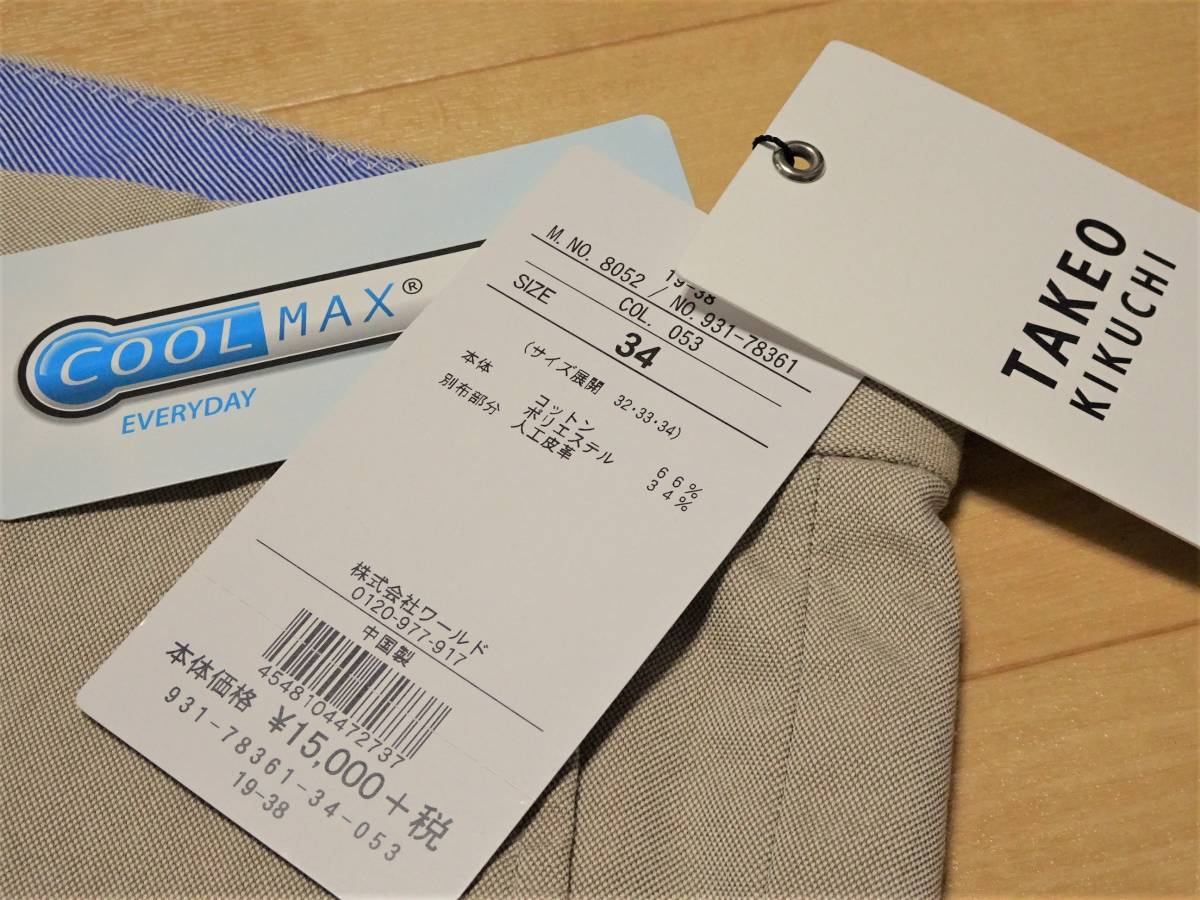 COOLMAX®
EVERYDAY
19-38
M. NO. 8052 / NO. 931-78361
COL. 053
SIZE 34
(サイズ展開 32・33・34)
本体 コットン 66%
ポリエステル 34%
別布部分 人工皮革
株式会社ワールド
0120-977-917
中国製
4548104472737
本体価格 ¥15,000+税
931-78361-34-053
19-38
TAKEO
KIKUCHI